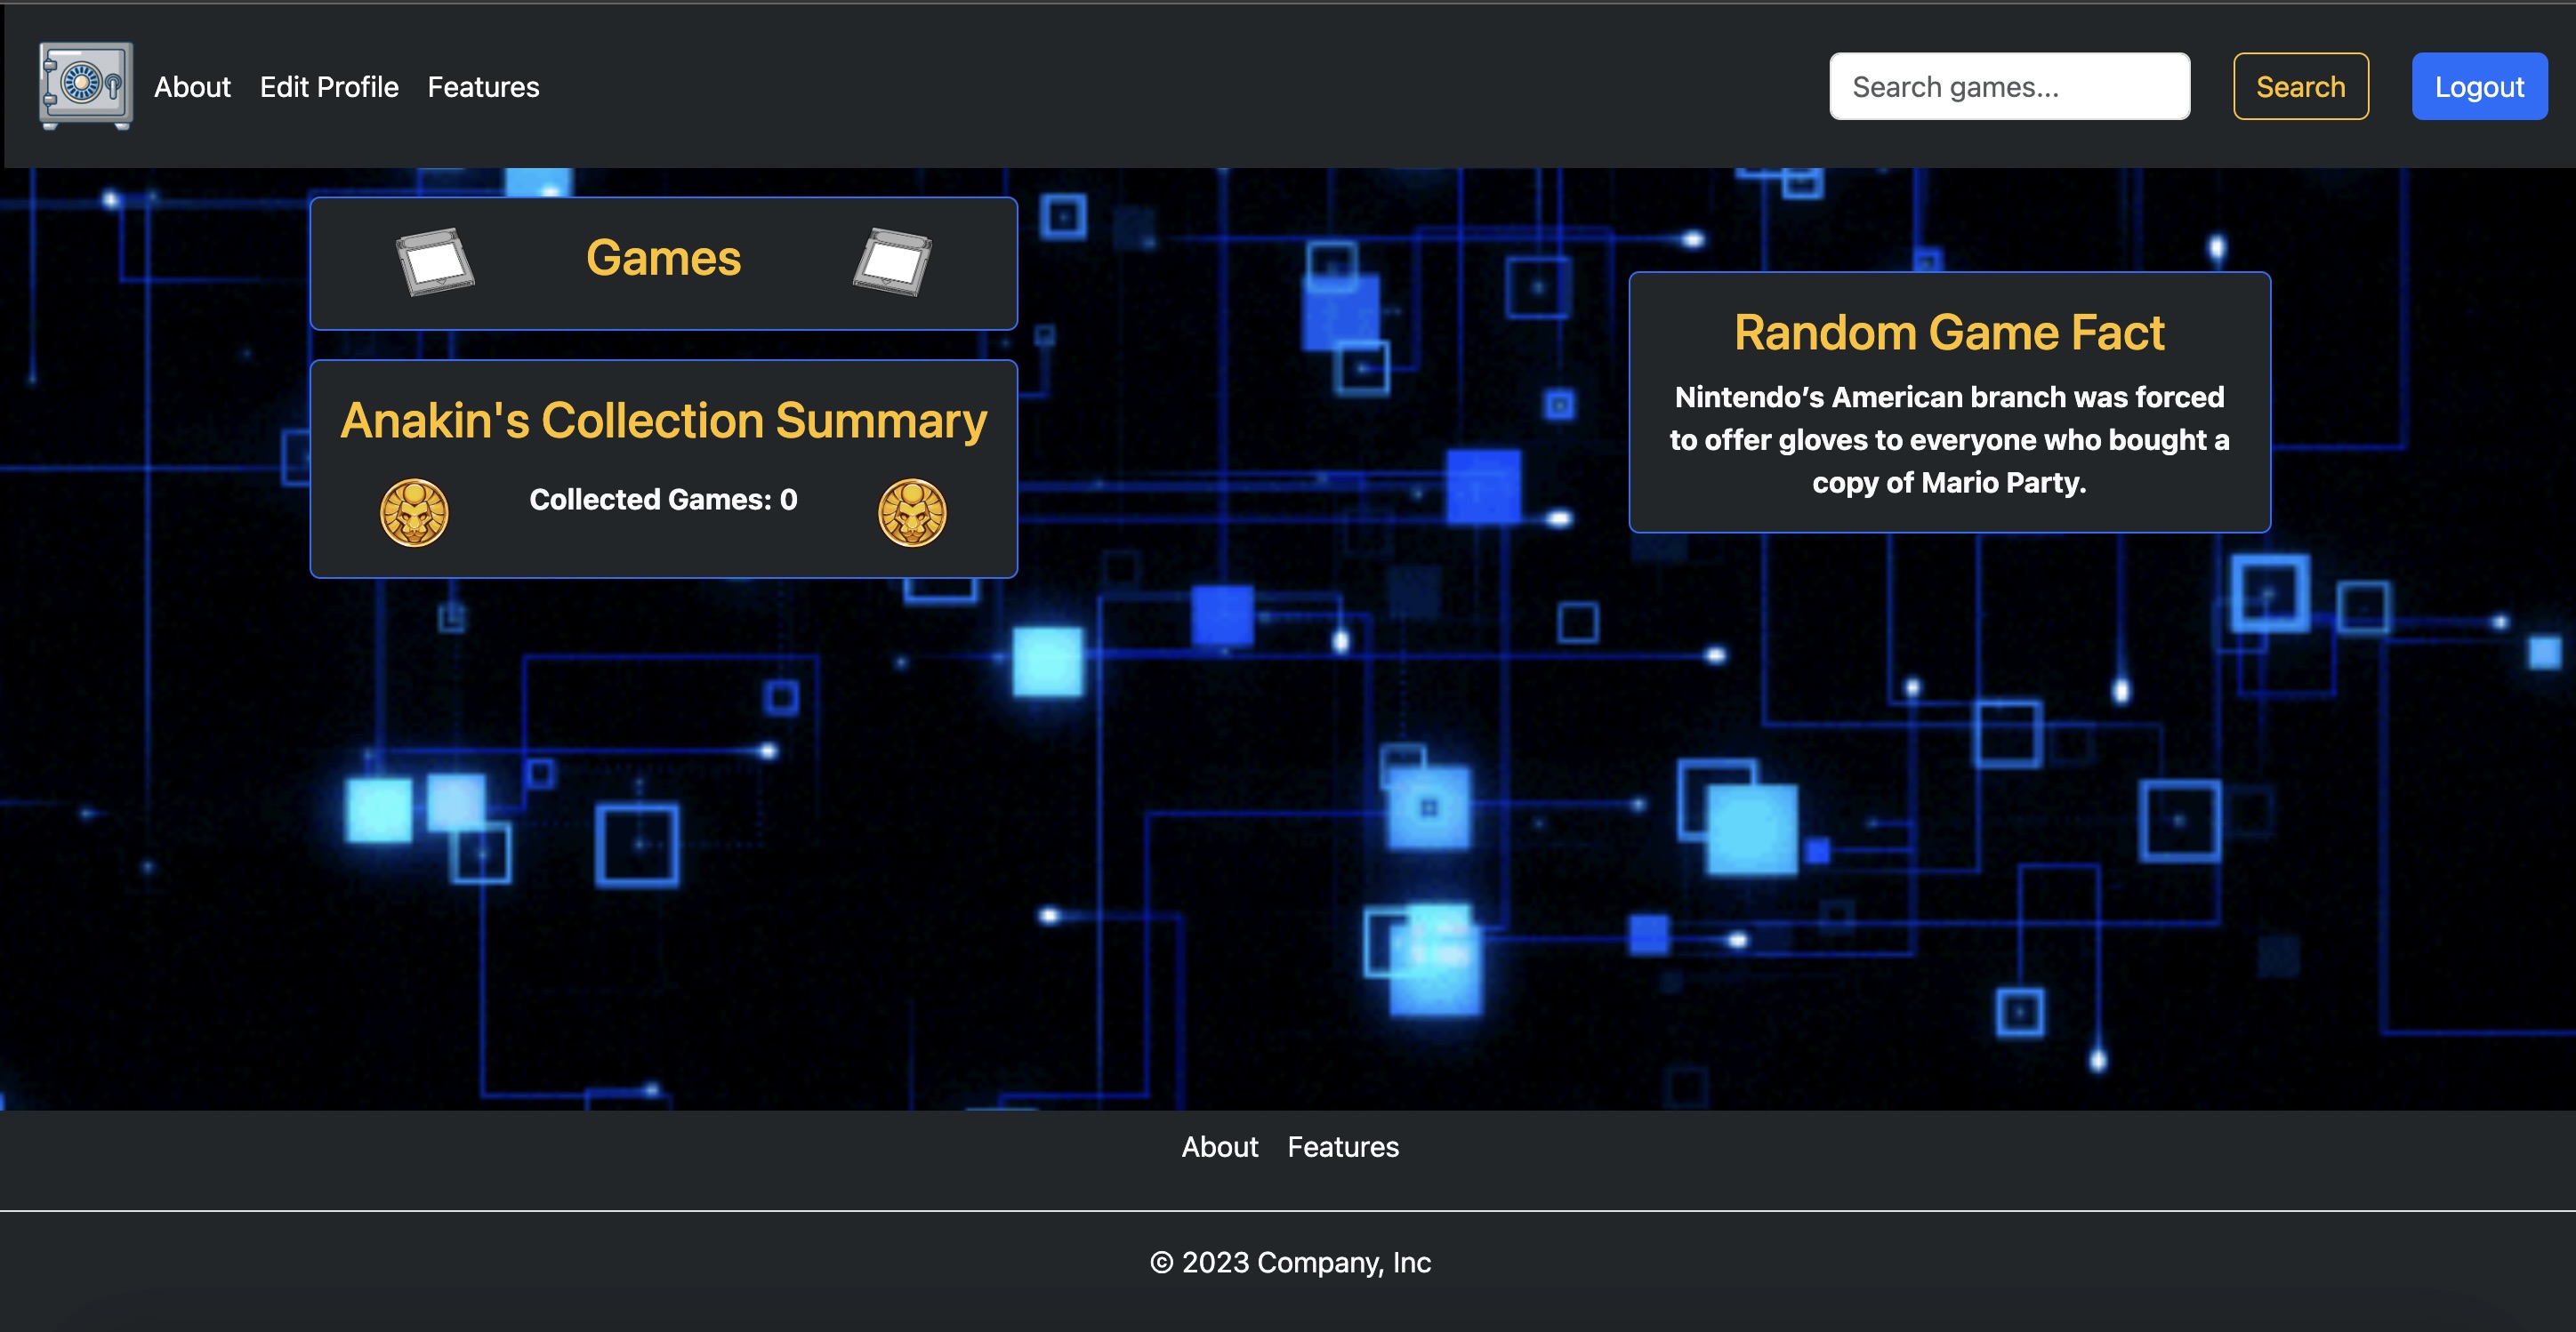 About Edit Profile Features Search games... Search Logout
Games
Anakin's Collection Summary
Collected Games: 0
Random Game Fact
Nintendo’s American branch was forced
to offer gloves to everyone who bought a
copy of Mario Party.
About Features
© 2023 Company, Inc